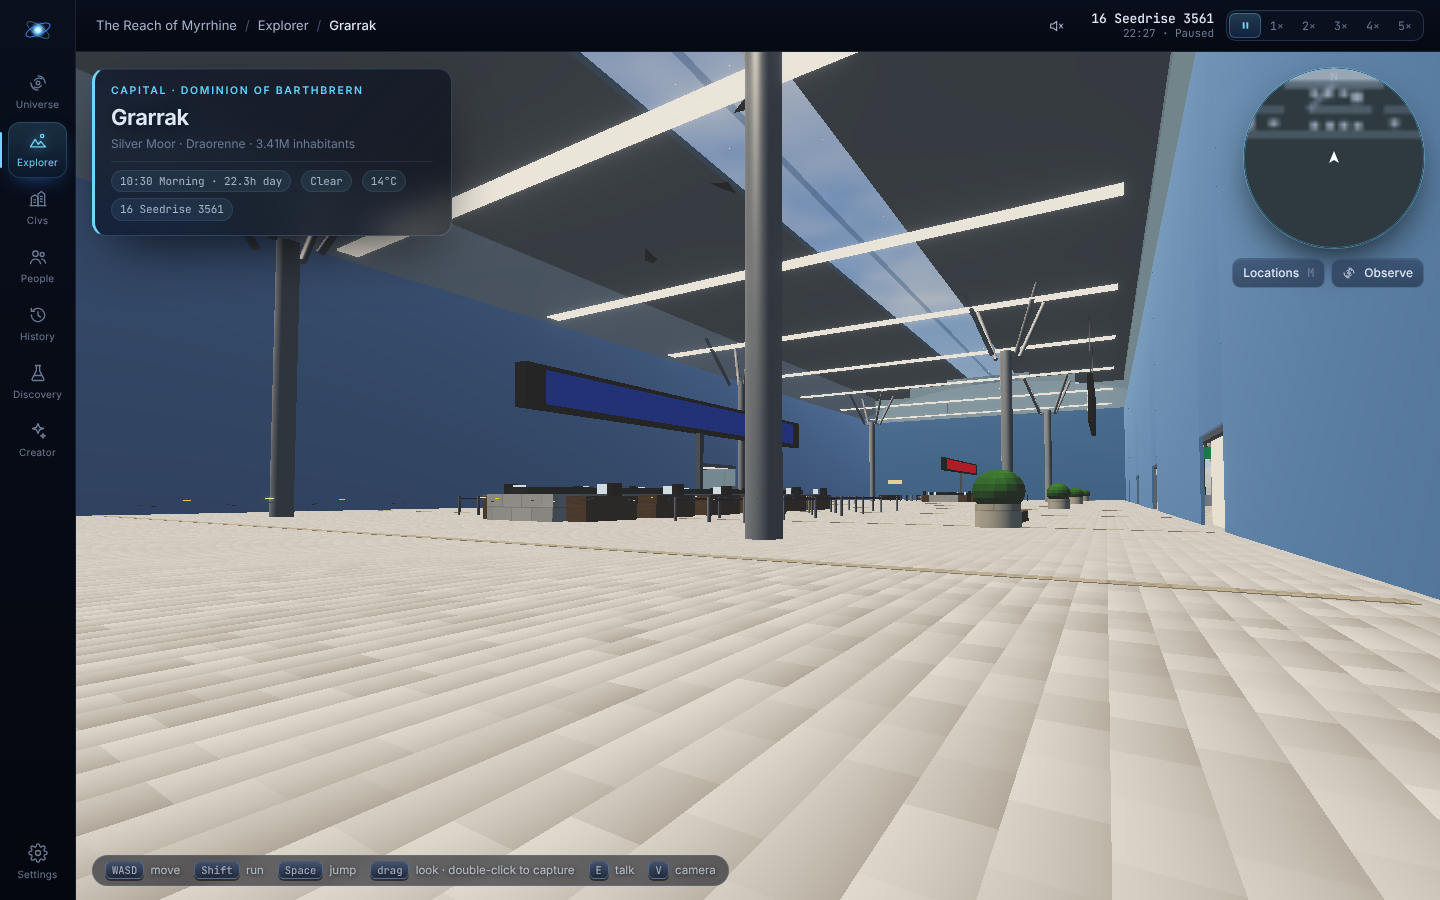 The Reach of Myrrhine / Explorer / Grarrak
16 Seedrise 3561
22:27 · Paused
1× 2× 3× 4× 5×
Universe
Explorer
Civs
People
History
Discovery
Creator
Settings
CAPITAL · DOMINION OF BARTHBRERN
Grarrak
Silver Moor · Draorenne · 3.41M inhabitants
10:30 Morning · 22.3h day
Clear
14°C
16 Seedrise 3561
N
Locations M
Observe
WASD move Shift run Space jump drag look · double-click to capture E talk V camera